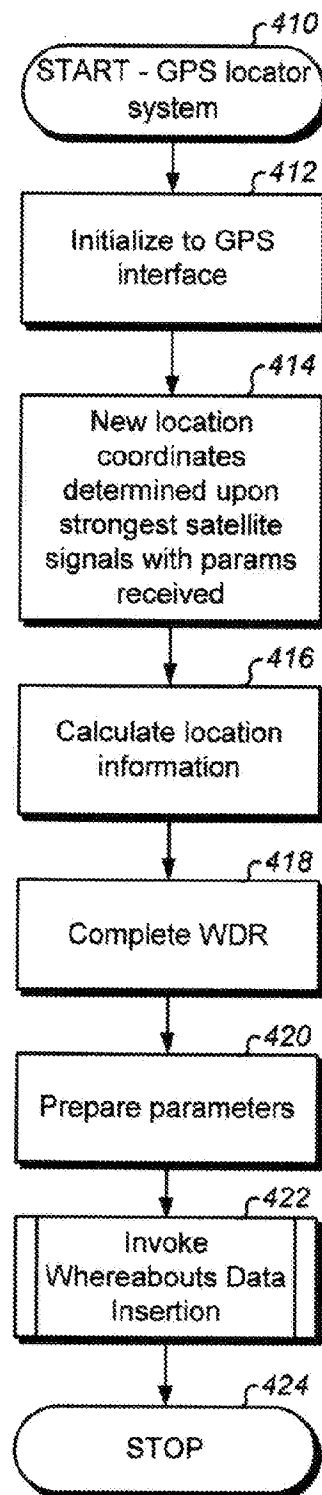 410
START - GPS locator
system
412
Initialize to GPS
interface
414
New location
coordinates
determined upon
strongest satellite
signals with params
received
416
Calculate location
information
418
Complete WDR
420
Prepare parameters
422
Invoke
Whereabouts Data
Insertion
424
STOP